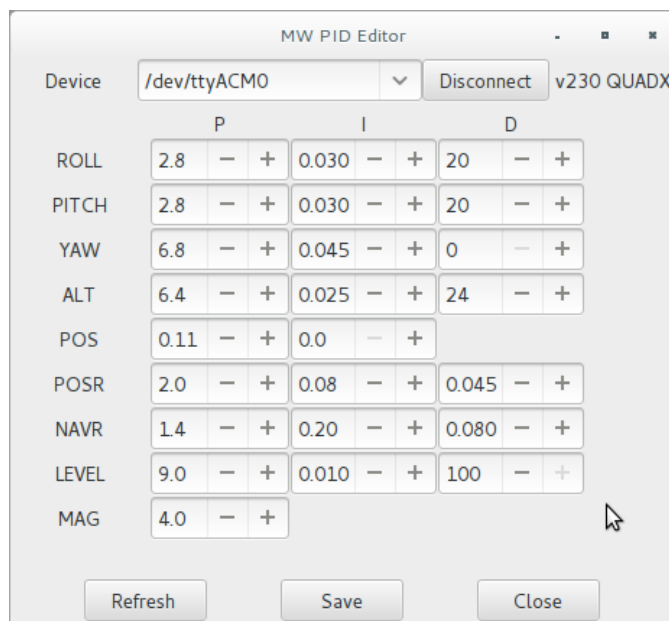 MW PID Editor
Device /dev/ttyACM0 Disconnect v230 QUADX
P I D
ROLL 2.8 − + 0.030 − + 20 − +
PITCH 2.8 − + 0.030 − + 20 − +
YAW 6.8 − + 0.045 − + 0 − +
ALT 6.4 − + 0.025 − + 24 − +
POS 0.11 − + 0.0 − +
POSR 2.0 − + 0.08 − + 0.045 − +
NAVR 1.4 − + 0.20 − + 0.080 − +
LEVEL 9.0 − + 0.010 − + 100 − +
MAG 4.0 − +
Refresh Save Close